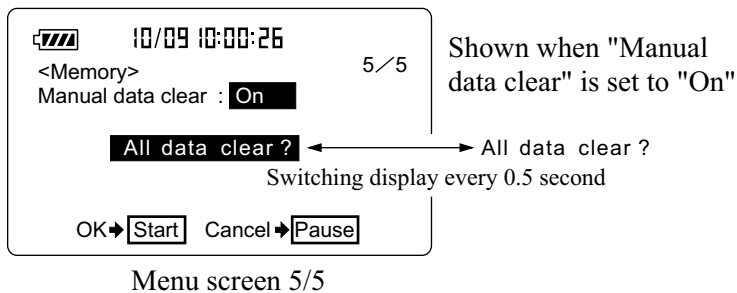 10/09 10:00:26
<Memory>
5/5
Manual data clear : On
All data clear ?
OK Start Cancel Pause
Shown when "Manual
data clear" is set to "On"
All data clear ?
Switching display every 0.5 second
Menu screen 5/5